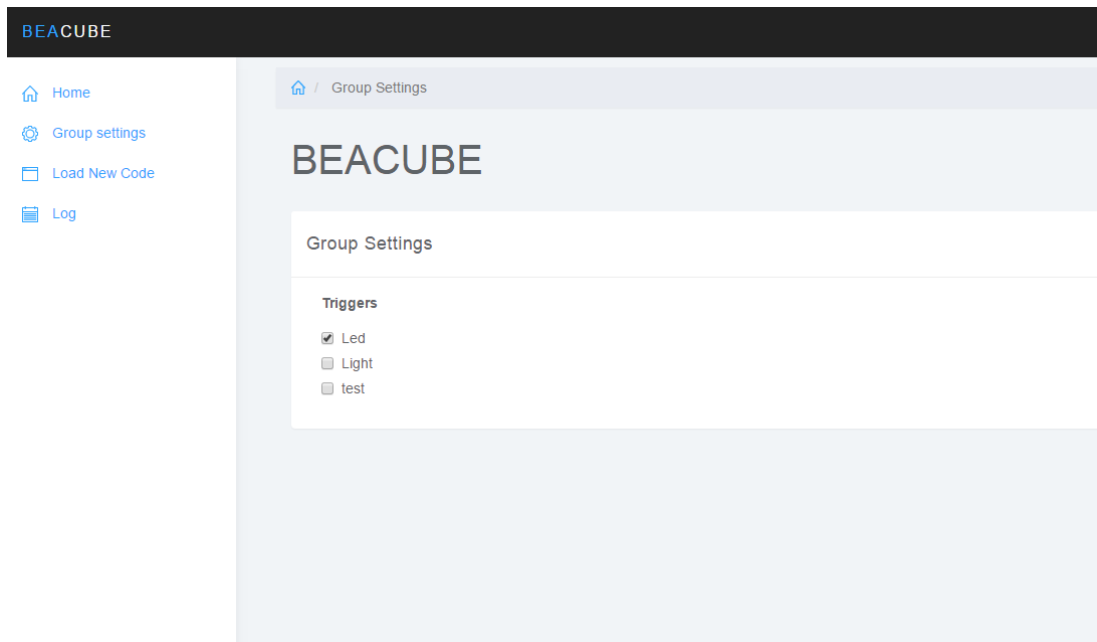 BEACUBE
Home
Group settings
Load New Code
Log
/ Group Settings
BEACUBE
Group Settings
Triggers
Led
Light
test